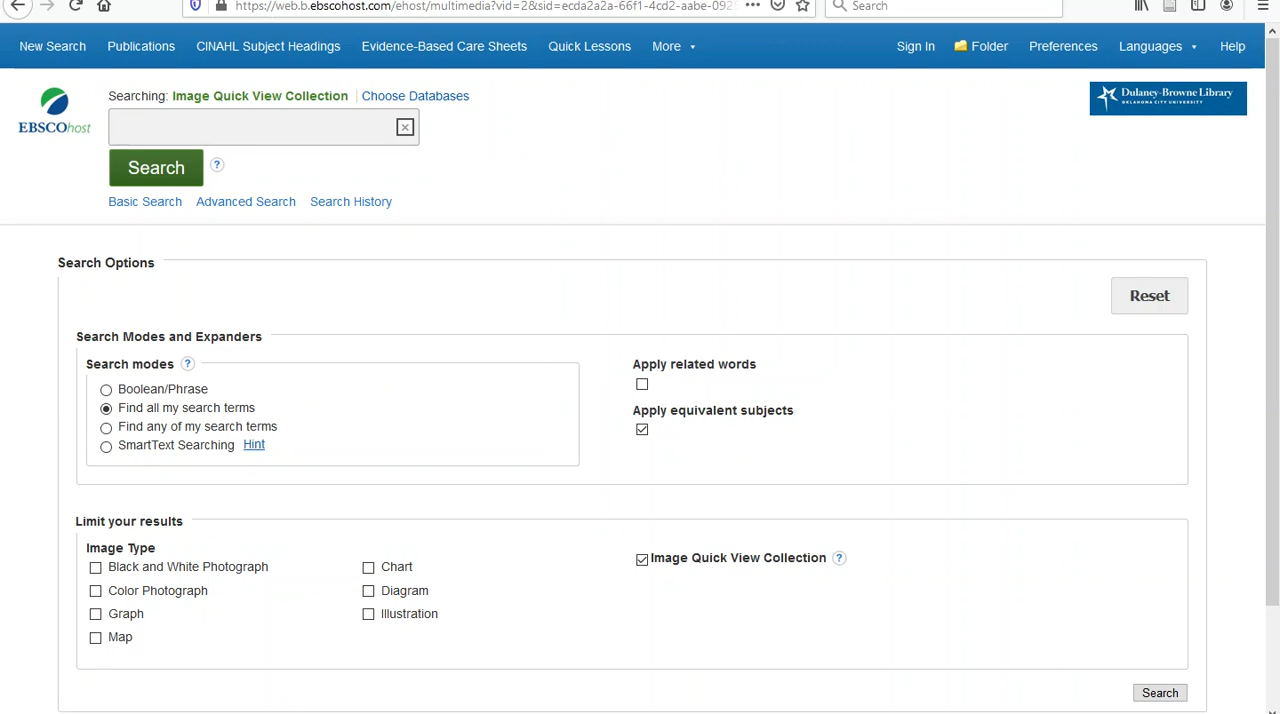 https://web.b.ebscohost.com/ehost/multimedia?vid=2&sid=ecda2a2a-66f1-4cd2-aabe-092
Search
New Search Publications CINAHL Subject Headings Evidence-Based Care Sheets Quick Lessons More Sign In Folder Preferences Languages Help
Searching: Image Quick View Collection Choose Databases
Dulaney-Browne Library
OKLAHOMA CITY UNIVERSITY
EBSCOhost
Search ?
Basic Search Advanced Search Search History
Search Options
Reset
Search Modes and Expanders
Search modes ?
Boolean/Phrase
Find all my search terms
Find any of my search terms
SmartText Searching Hint
Apply related words
Apply equivalent subjects
Limit your results
Image Type
Black and White Photograph
Color Photograph
Graph
Map
Chart
Diagram
Illustration
Image Quick View Collection ?
Search